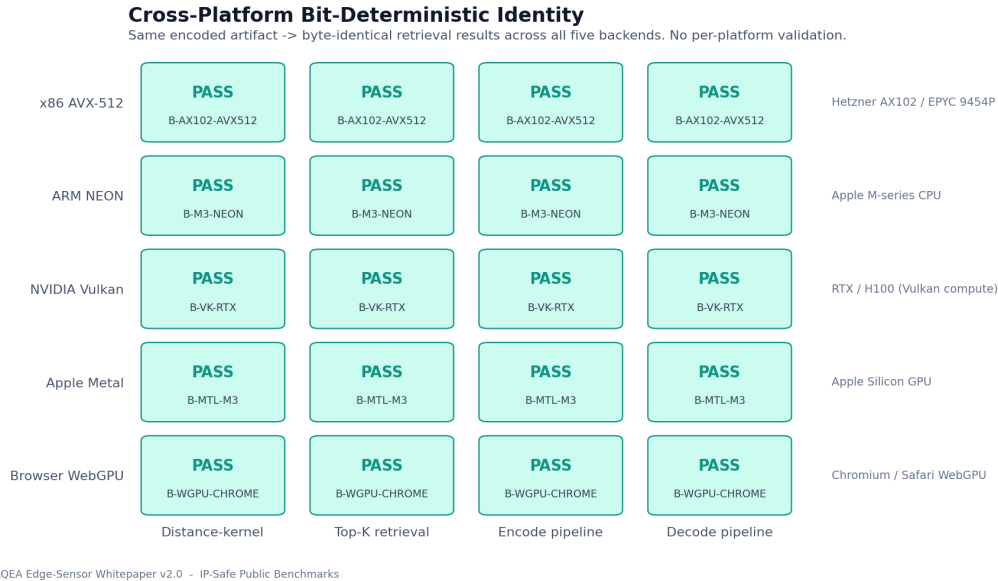 Cross-Platform Bit-Deterministic Identity
Same encoded artifact -> byte-identical retrieval results across all five backends. No per-platform validation.
x86 AVX-512
PASS
B-AX102-AVX512
PASS
B-AX102-AVX512
PASS
B-AX102-AVX512
PASS
B-AX102-AVX512
Hetzner AX102 / EPYC 9454P
ARM NEON
PASS
B-M3-NEON
PASS
B-M3-NEON
PASS
B-M3-NEON
PASS
B-M3-NEON
Apple M-series CPU
NVIDIA Vulkan
PASS
B-VK-RTX
PASS
B-VK-RTX
PASS
B-VK-RTX
PASS
B-VK-RTX
RTX / H100 (Vulkan compute)
Apple Metal
PASS
B-MTL-M3
PASS
B-MTL-M3
PASS
B-MTL-M3
PASS
B-MTL-M3
Apple Silicon GPU
Browser WebGPU
PASS
B-WGPU-CHROME
PASS
B-WGPU-CHROME
PASS
B-WGPU-CHROME
PASS
B-WGPU-CHROME
Chromium / Safari WebGPU
Distance-kernel
Top-K retrieval
Encode pipeline
Decode pipeline
QEA Edge-Sensor Whitepaper v2.0 - IP-Safe Public Benchmarks